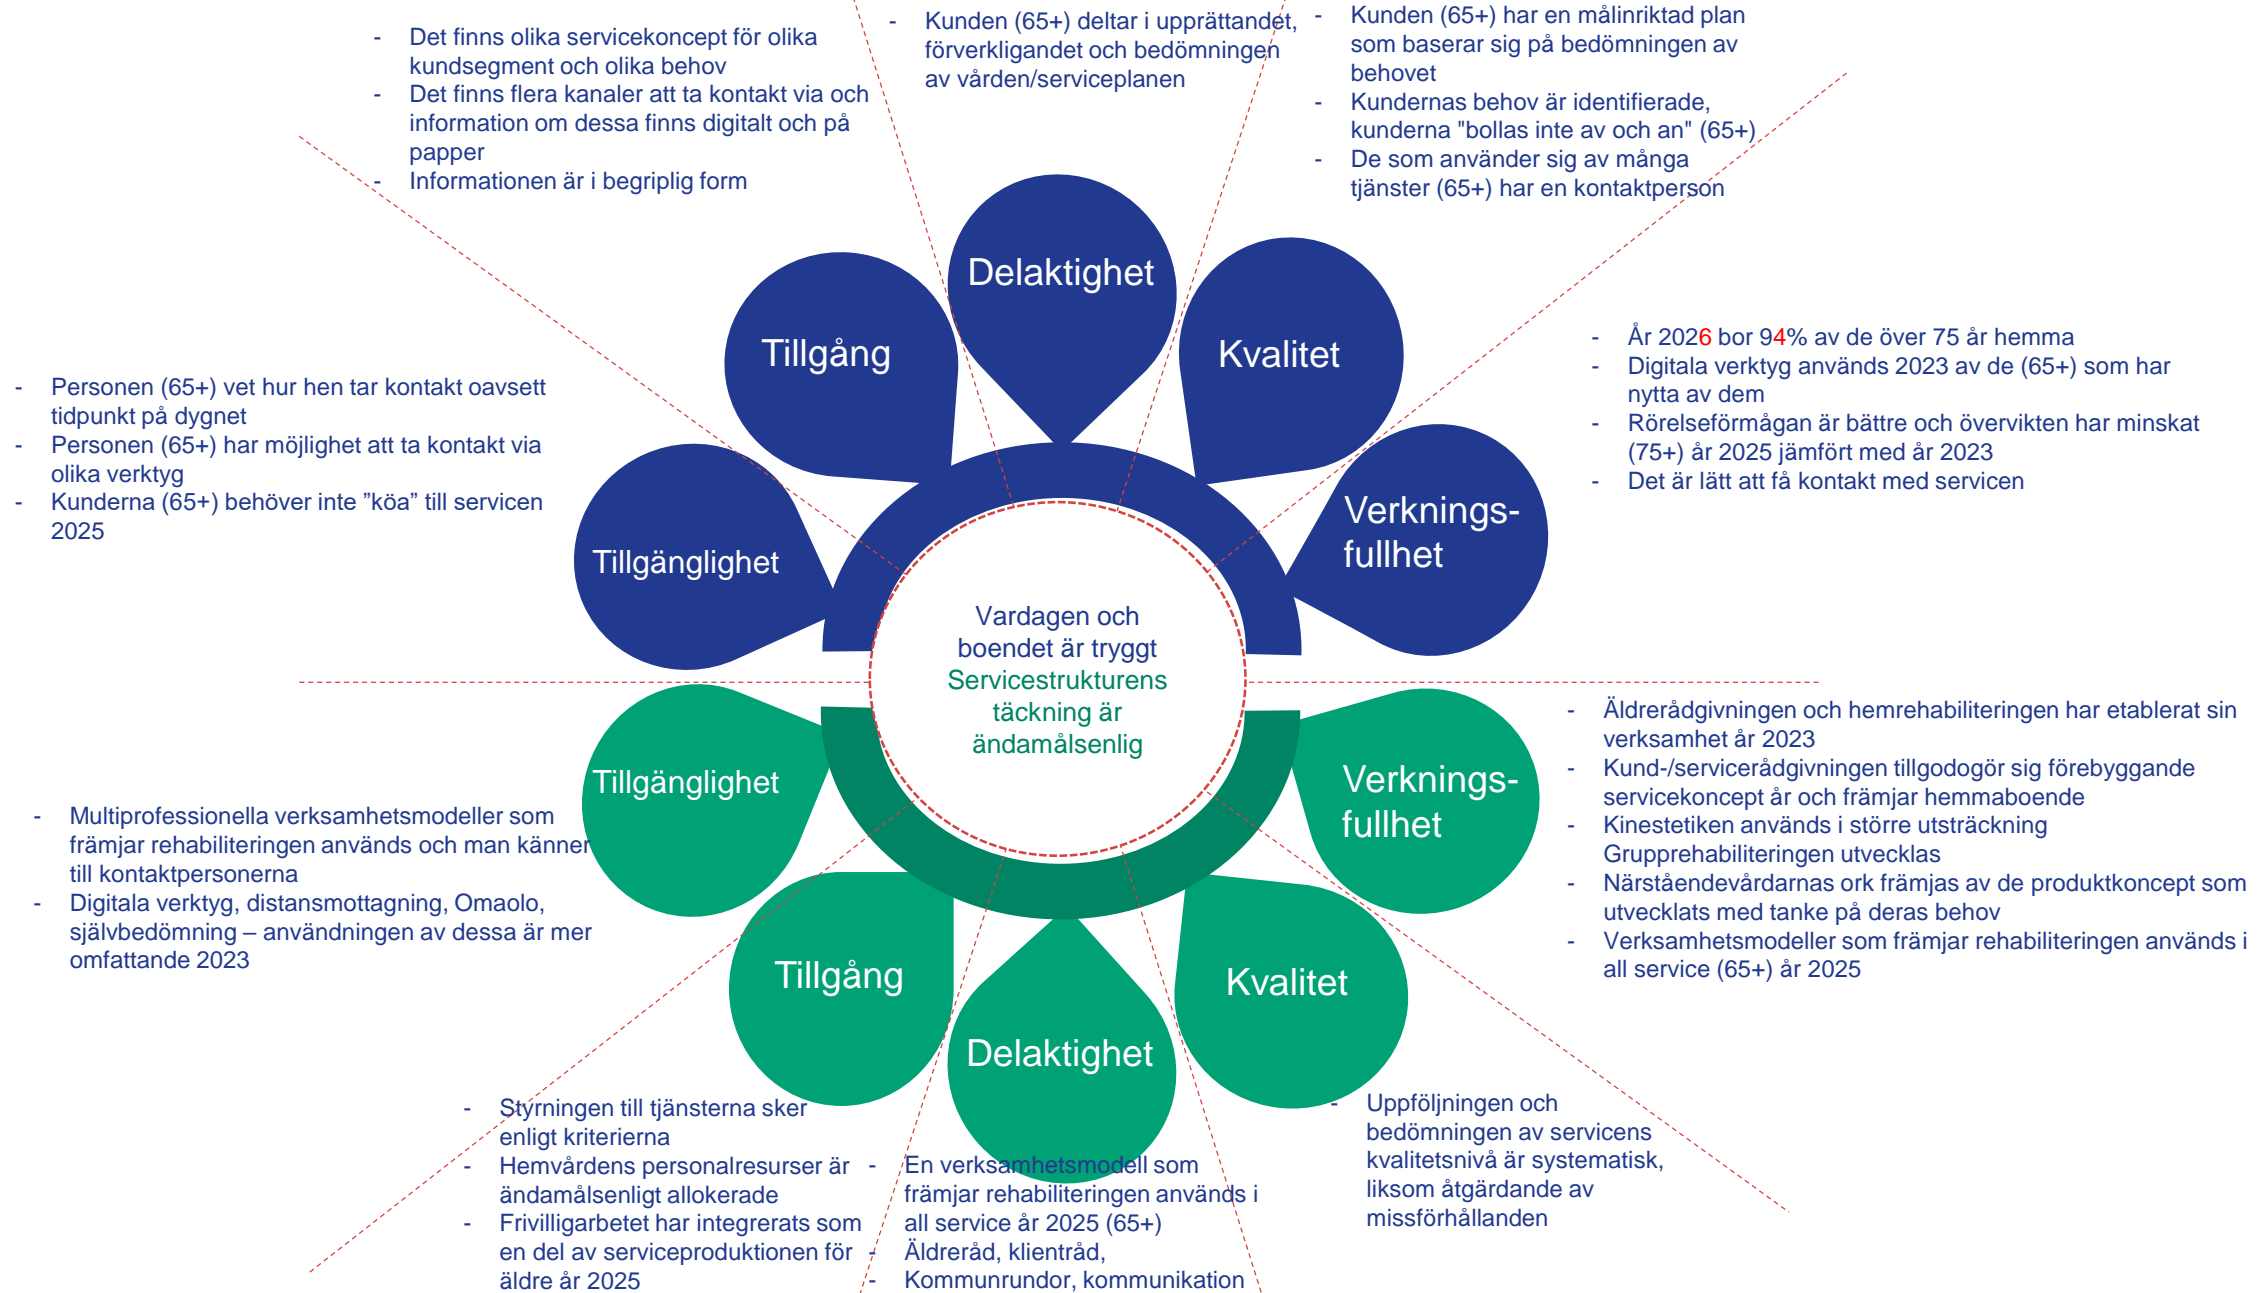 - Det finns olika servicekoncept för olika
kundsegment och olika behov
- Det finns flera kanaler att ta kontakt via och
information om dessa finns digitalt och på
papper
- Informationen är i begriplig form
- Kunden (65+) deltar i upprättandet,
förverkligandet och bedömningen
av vården/serviceplanen
- Kunden (65+) har en målinriktad plan
som baserar sig på bedömningen av
behovet
- Kundernas behov är identifierade,
kunderna "bollas inte av och an" (65+)
- De som använder sig av många
tjänster (65+) har en kontaktperson
Delaktighet
Tillgång
Kvalitet
- Personen (65+) vet hur hen tar kontakt oavsett
tidpunkt på dygnet
- Personen (65+) har möjlighet att ta kontakt via
olika verktyg
- Kunderna (65+) behöver inte ”köa” till servicen
2025
- År 2026 bor 94% av de över 75 år hemma
- Digitala verktyg används 2023 av de (65+) som har
nytta av dem
- Rörelseförmågan är bättre och övervikten har minskat
(75+) år 2025 jämfört med år 2023
- Det är lätt att få kontakt med servicen
Tillgänglighet
Verknings-
fullhet
Vardagen och
boendet är tryggt
Servicestrukturens
täckning är
ändamålsenlig
Tillgänglighet
Verknings-
fullhet
- Multiprofessionella verksamhetsmodeller som
främjar rehabiliteringen används och man känner
till kontaktpersonerna
- Digitala verktyg, distansmottagning, Omaolo,
självbedömning – användningen av dessa är mer
omfattande 2023
- Äldrerådgivningen och hemrehabiliteringen har etablerat sin
verksamhet år 2023
- Kund-/servicerådgivningen tillgodogör sig förebyggande
servicekoncept år och främjar hemmaboende
- Kinestetiken används i större utsträckning
Grupprehabiliteringen utvecklas
- Närståendevårdarnas ork främjas av de produktkoncept som
utvecklats med tanke på deras behov
- Verksamhetsmodeller som främjar rehabiliteringen används i
all service (65+) år 2025
Tillgång
Kvalitet
Delaktighet
- Styrningen till tjänsterna sker
enligt kriterierna
- Hemvårdens personalresurser är
ändamålsenligt allokerade
- Frivilligarbetet har integrerats som
en del av serviceproduktionen för
äldre år 2025
- En verksamhetsmodell som
främjar rehabiliteringen används i
all service år 2025 (65+)
- Äldreråd, klientråd,
- Kommunrundor, kommunikation
- Uppföljningen och
bedömningen av servicens
kvalitetsnivå är systematisk,
liksom åtgärdande av
missförhållanden